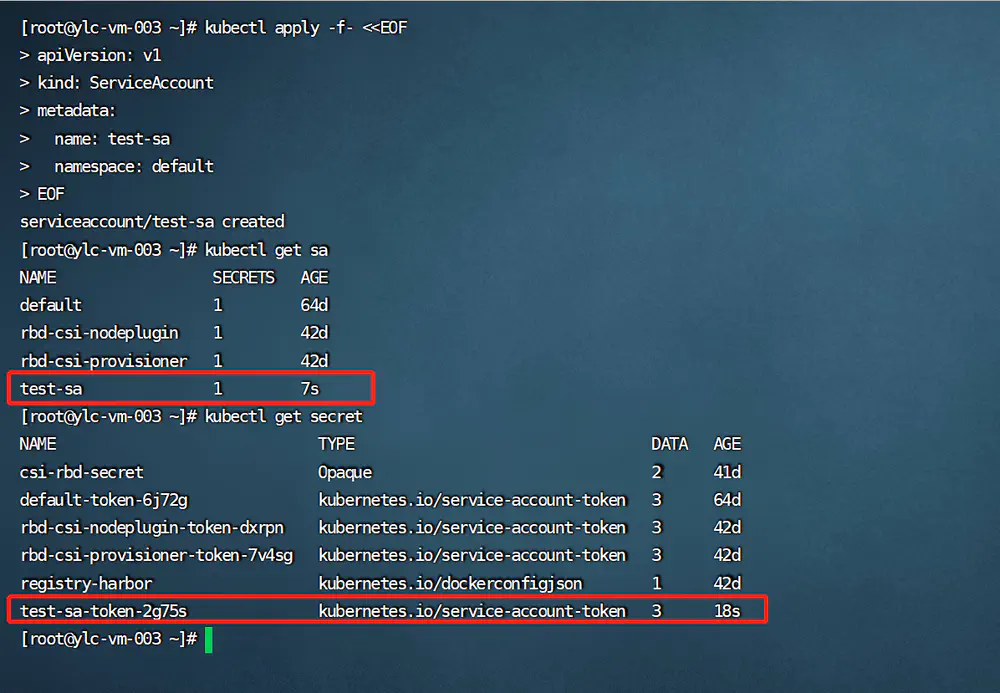 [root@ylc-vm-003 ~]# kubectl apply -f- <<EOF
> apiVersion: v1
> kind: ServiceAccount
> metadata:
>   name: test-sa
>   namespace: default
> EOF
serviceaccount/test-sa created
[root@ylc-vm-003 ~]# kubectl get sa
NAME                  SECRETS   AGE
default               1         64d
rbd-csi-nodeplugin    1         42d
rbd-csi-provisioner   1         42d
test-sa               1         7s
[root@ylc-vm-003 ~]# kubectl get secret
NAME                              TYPE                                  DATA   AGE
csi-rbd-secret                    Opaque                                2      41d
default-token-6j72g               kubernetes.io/service-account-token   3      64d
rbd-csi-nodeplugin-token-dxrpn    kubernetes.io/service-account-token   3      42d
rbd-csi-provisioner-token-7v4sg   kubernetes.io/service-account-token   3      42d
registry-harbor                   kubernetes.io/dockerconfigjson        1      42d
test-sa-token-2g75s               kubernetes.io/service-account-token   3      18s
[root@ylc-vm-003 ~]#